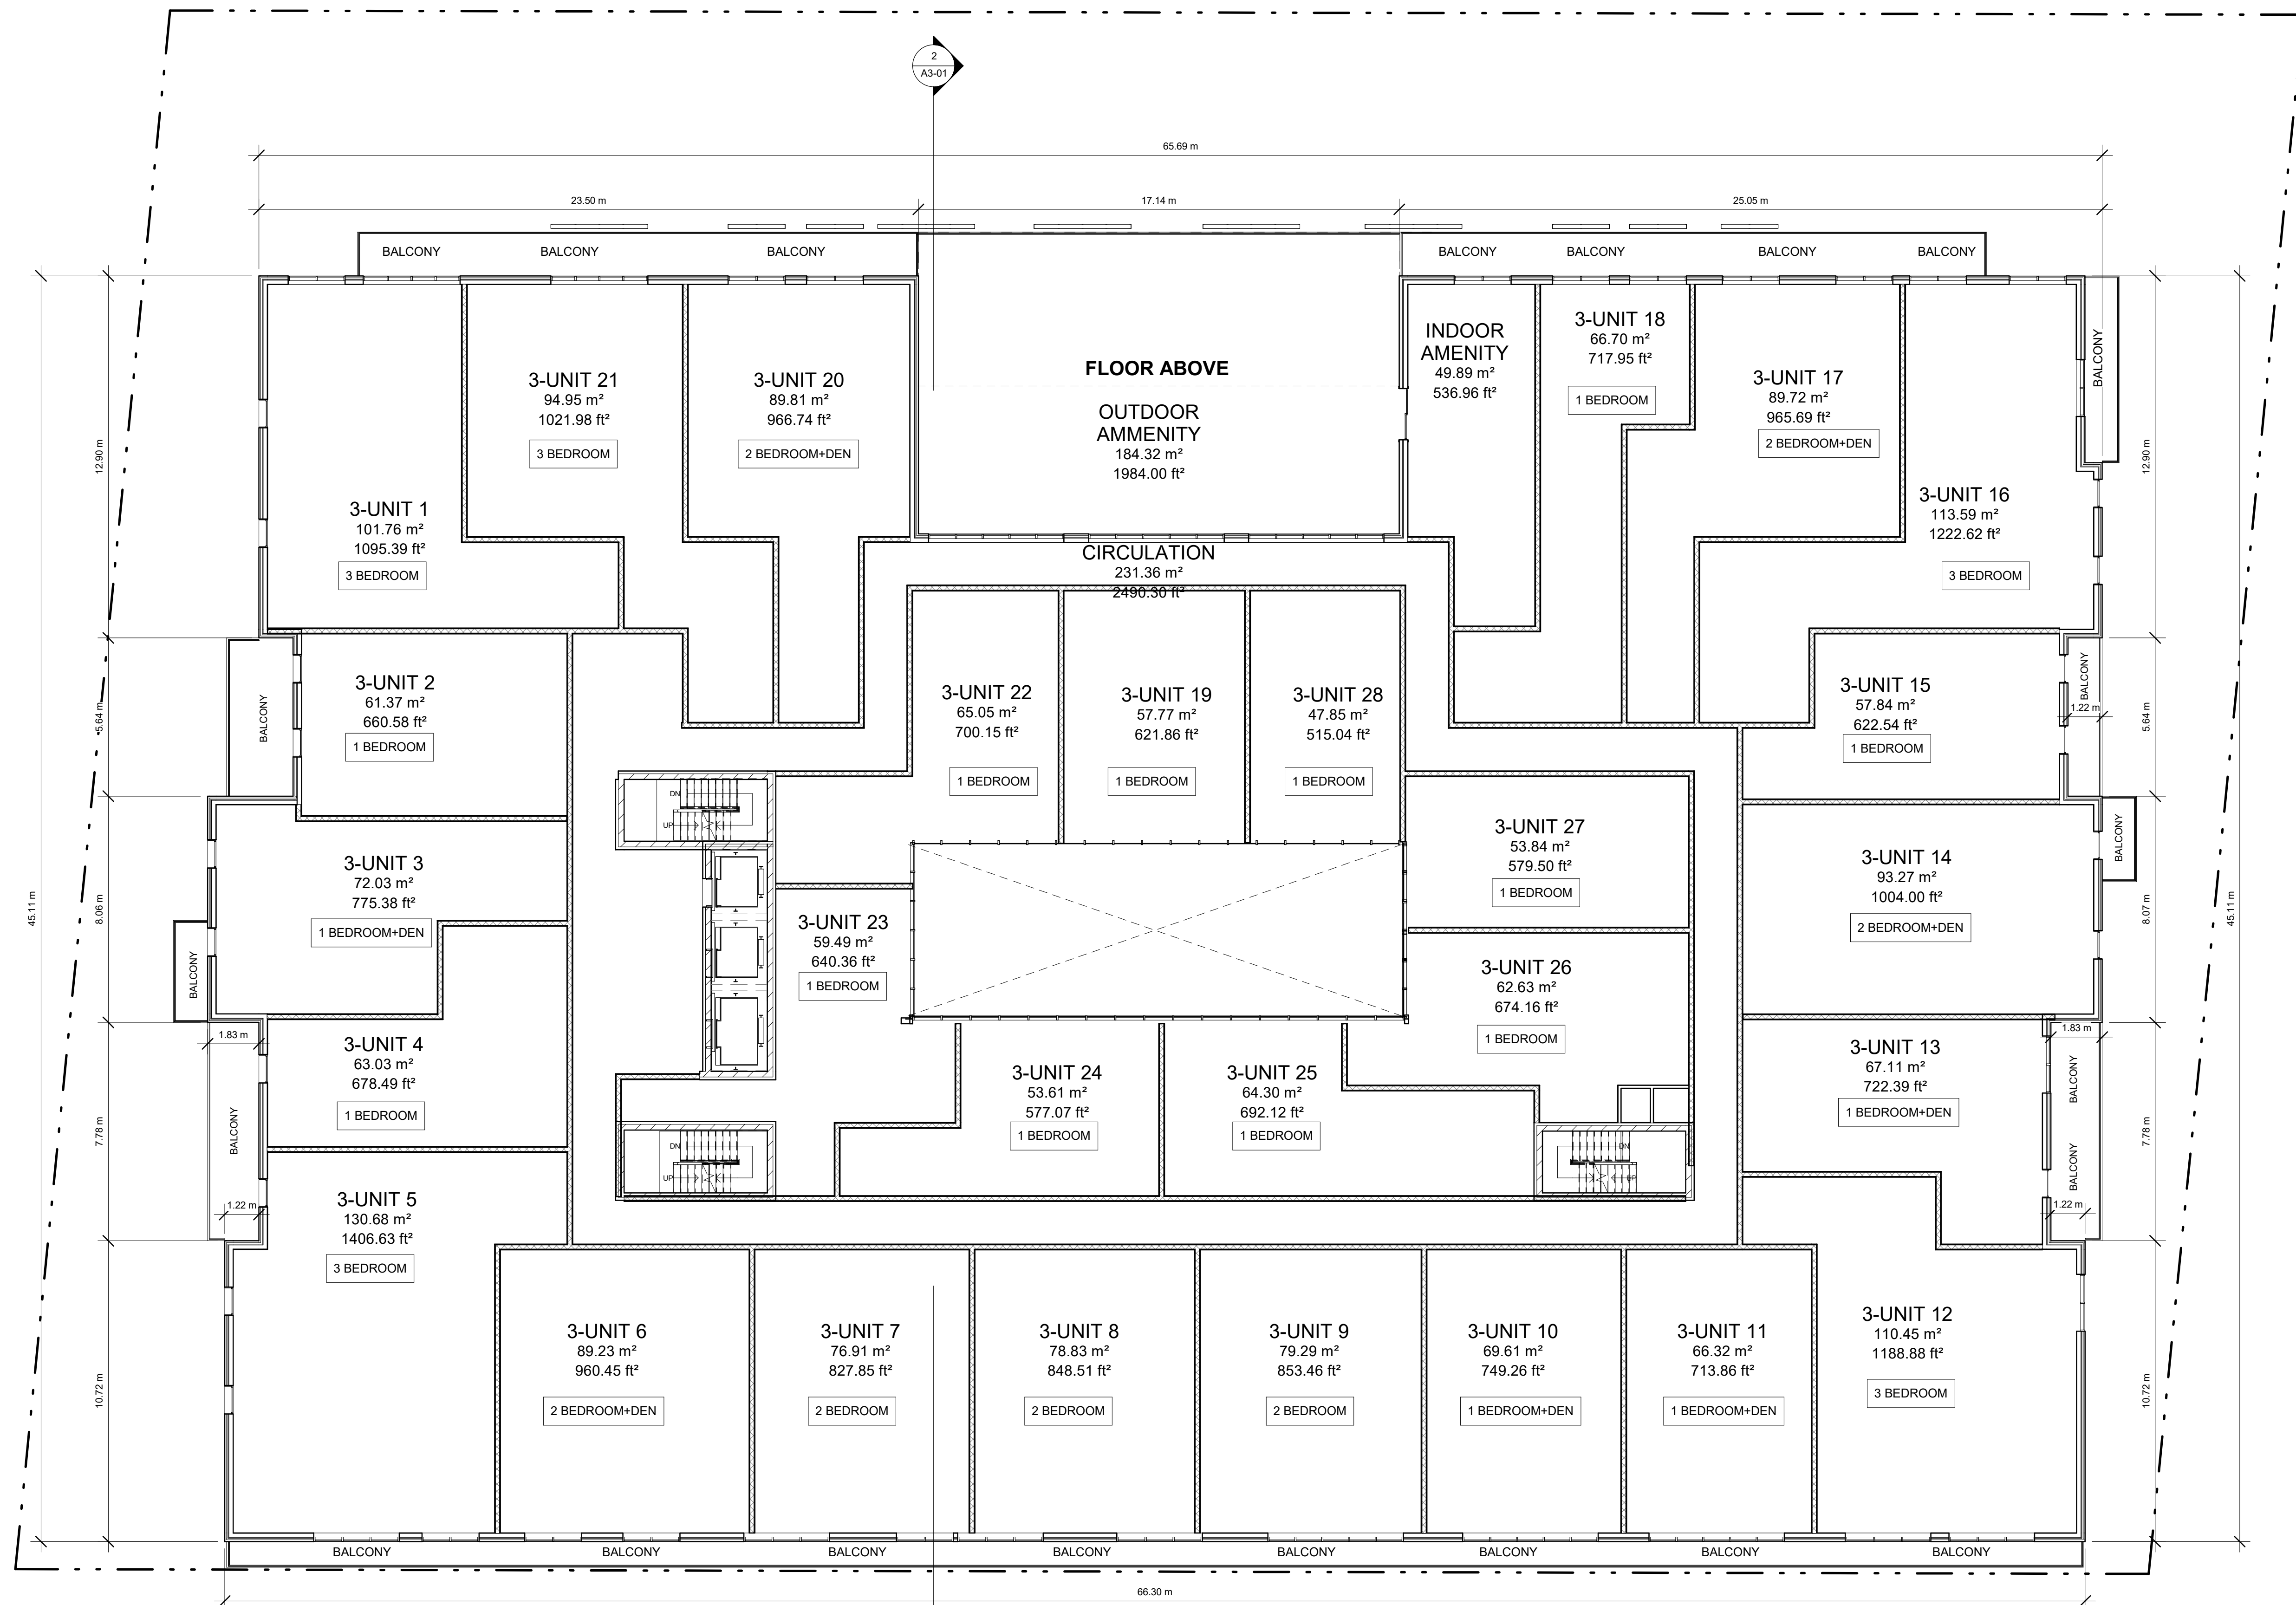 2
A3-01
65.69 m
23.50 m
17.14 m
25.05 m
BALCONY
BALCONY
BALCONY
BALCONY
BALCONY
BALCONY
BALCONY
BALCONY
3-UNIT 1
101.76 m²
1095.39 ft²
3 BEDROOM
3-UNIT 21
94.95 m²
1021.98 ft²
3 BEDROOM
3-UNIT 20
89.81 m²
966.74 ft²
2 BEDROOM+DEN
FLOOR ABOVE
OUTDOOR
AMMENITY
184.32 m²
1984.00 ft²
INDOOR
AMENITY
49.89 m²
536.96 ft²
3-UNIT 18
66.70 m²
717.95 ft²
1 BEDROOM
3-UNIT 17
89.72 m²
965.69 ft²
2 BEDROOM+DEN
3-UNIT 16
113.59 m²
1222.62 ft²
3 BEDROOM
12.90 m
12.90 m
CIRCULATION
231.36 m²
2490.30 ft²
3-UNIT 2
61.37 m²
660.58 ft²
1 BEDROOM
BALCONY
5.64 m
3-UNIT 22
65.05 m²
700.15 ft²
1 BEDROOM
3-UNIT 19
57.77 m²
621.86 ft²
1 BEDROOM
3-UNIT 28
47.85 m²
515.04 ft²
1 BEDROOM
3-UNIT 15
57.84 m²
622.54 ft²
1 BEDROOM
BALCONY
1.22 m
5.64 m
DN
UP
3-UNIT 3
72.03 m²
775.38 ft²
1 BEDROOM+DEN
BALCONY
45.11 m
8.06 m
3-UNIT 23
59.49 m²
640.36 ft²
1 BEDROOM
3-UNIT 27
53.84 m²
579.50 ft²
1 BEDROOM
3-UNIT 26
62.63 m²
674.16 ft²
1 BEDROOM
3-UNIT 14
93.27 m²
1004.00 ft²
2 BEDROOM+DEN
BALCONY
8.07 m
45.11 m
1.83 m
3-UNIT 4
63.03 m²
678.49 ft²
1 BEDROOM
BALCONY
7.78 m
1.22 m
3-UNIT 24
53.61 m²
577.07 ft²
1 BEDROOM
3-UNIT 25
64.30 m²
692.12 ft²
1 BEDROOM
3-UNIT 13
67.11 m²
722.39 ft²
1 BEDROOM+DEN
1.83 m
BALCONY
BALCONY
7.78 m
1.22 m
DN
UP
DN
UP
3-UNIT 5
130.68 m²
1406.63 ft²
3 BEDROOM
10.72 m
3-UNIT 6
89.23 m²
960.45 ft²
2 BEDROOM+DEN
3-UNIT 7
76.91 m²
827.85 ft²
2 BEDROOM
3-UNIT 8
78.83 m²
848.51 ft²
2 BEDROOM
3-UNIT 9
79.29 m²
853.46 ft²
2 BEDROOM
3-UNIT 10
69.61 m²
749.26 ft²
1 BEDROOM+DEN
3-UNIT 11
66.32 m²
713.86 ft²
1 BEDROOM+DEN
3-UNIT 12
110.45 m²
1188.88 ft²
3 BEDROOM
10.72 m
BALCONY
BALCONY
BALCONY
BALCONY
BALCONY
BALCONY
BALCONY
BALCONY
66.30 m